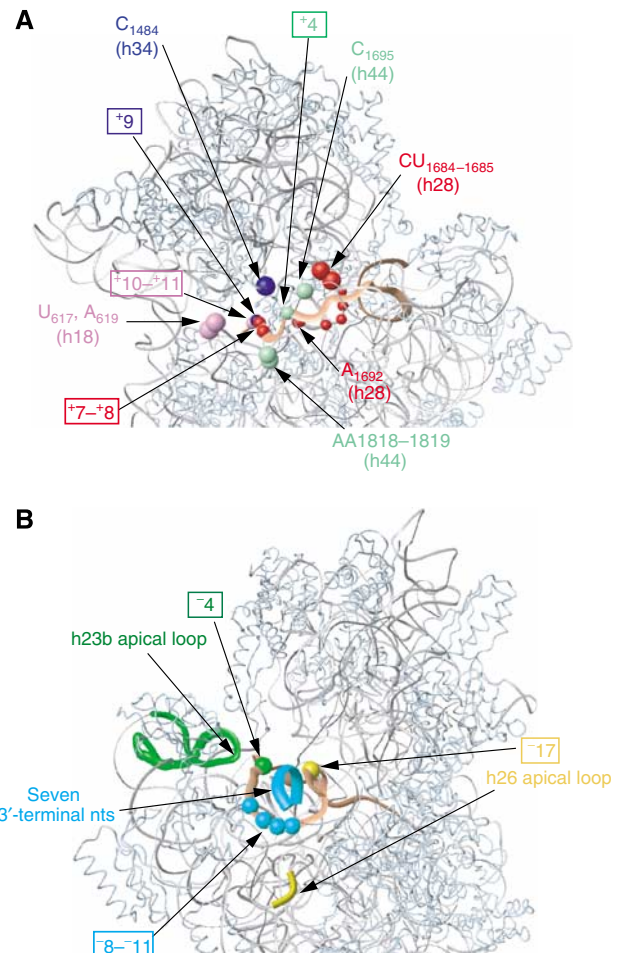 A
C1484
(h34)
+4
C1695
(h44)
+9
CU1684–1685
(h28)
+10–+11
U617, A619
(h18)
A1692
(h28)
+7–+8
AA1818–1819
(h44)
B
−4
h23b apical loop
−17
h26 apical loop
Seven
3′-terminal nts
−8–−11